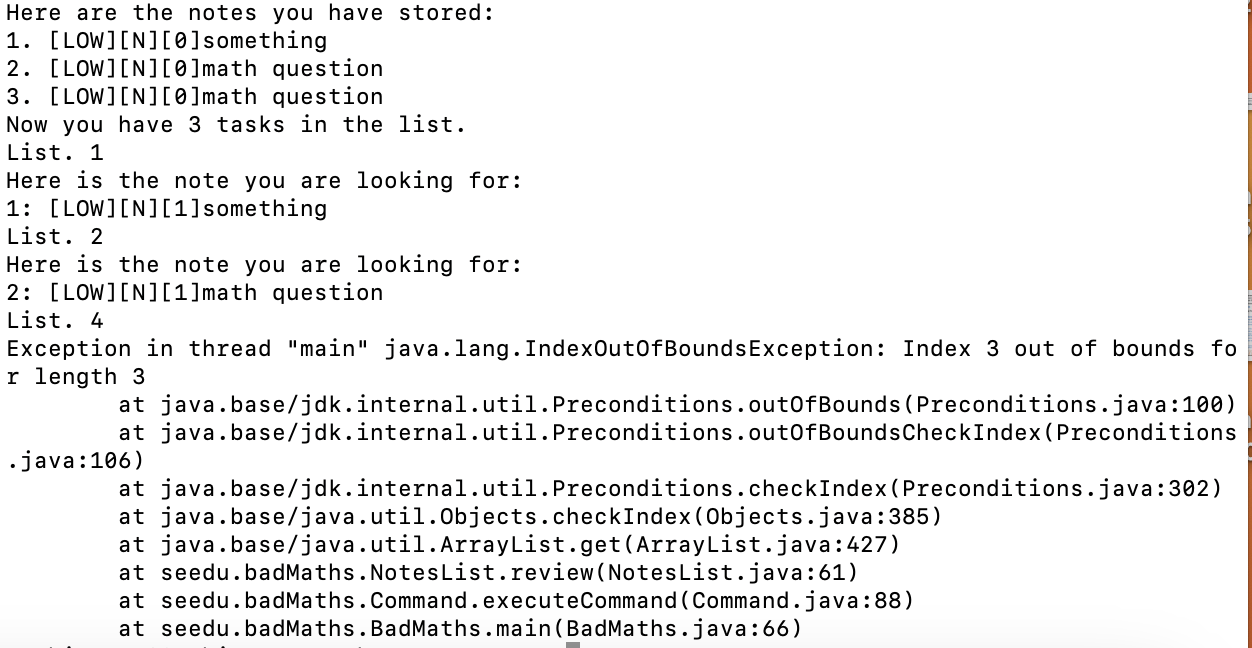 Here are the notes you have stored:
1. [LOW][N][0]something
2. [LOW][N][0]math question
3. [LOW][N][0]math question
Now you have 3 tasks in the list.
List. 1
Here is the note you are looking for:
1: [LOW][N][1]something
List. 2
Here is the note you are looking for:
2: [LOW][N][1]math question
List. 4
Exception in thread "main" java.lang.IndexOutOfBoundsException: Index 3 out of bounds fo
r length 3
at java.base/jdk.internal.util.Preconditions.outOfBounds(Preconditions.java:100)
at java.base/jdk.internal.util.Preconditions.outOfBoundsCheckIndex(Preconditions
.java:106)
at java.base/jdk.internal.util.Preconditions.checkIndex(Preconditions.java:302)
at java.base/java.util.Objects.checkIndex(Objects.java:385)
at java.base/java.util.ArrayList.get(ArrayList.java:427)
at seedu.badMaths.NotesList.review(NotesList.java:61)
at seedu.badMaths.Command.executeCommand(Command.java:88)
at seedu.badMaths.BadMaths.main(BadMaths.java:66)